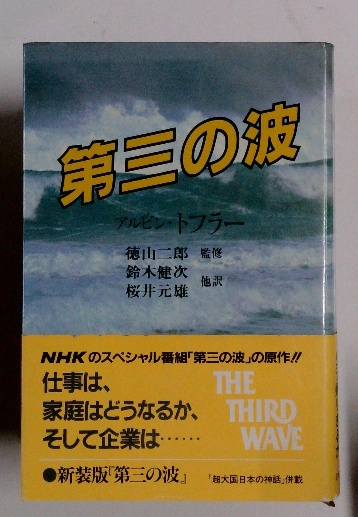 第三の波
アルビン・トフラー
徳山二郎 監修
鈴木健次
桜井元雄 他訳
NHKのスペシャル番組「第三の波」の原作!!
仕事は、
家庭はどうなるか、
そして企業は……
THE
THIRD
WAVE
●新装版『第三の波』
「超大国日本の神話」併載